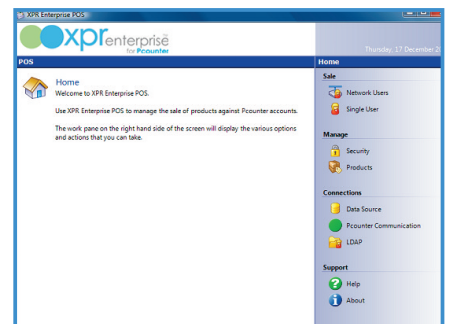 XPR Enterprise POS
xprenterprise
for Pcounter
Thursday, 17 December 2
POS
Home
Home
Welcome to XPR Enterprise POS.
Use XPR Enterprise POS to manage the sale of products against Pcounter accounts.
The work pane on the right hand side of the screen will display the various options
and actions that you can take.
Sale
Network Users
Single User
Manage
Security
Products
Connections
Data Source
Pcounter Communication
LDAP
Support
Help
About